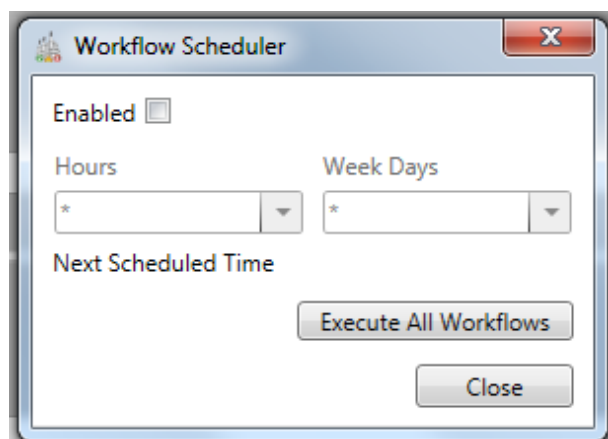 Workflow Scheduler
Enabled
Hours Week Days
* *
Next Scheduled Time
Execute All Workflows
Close